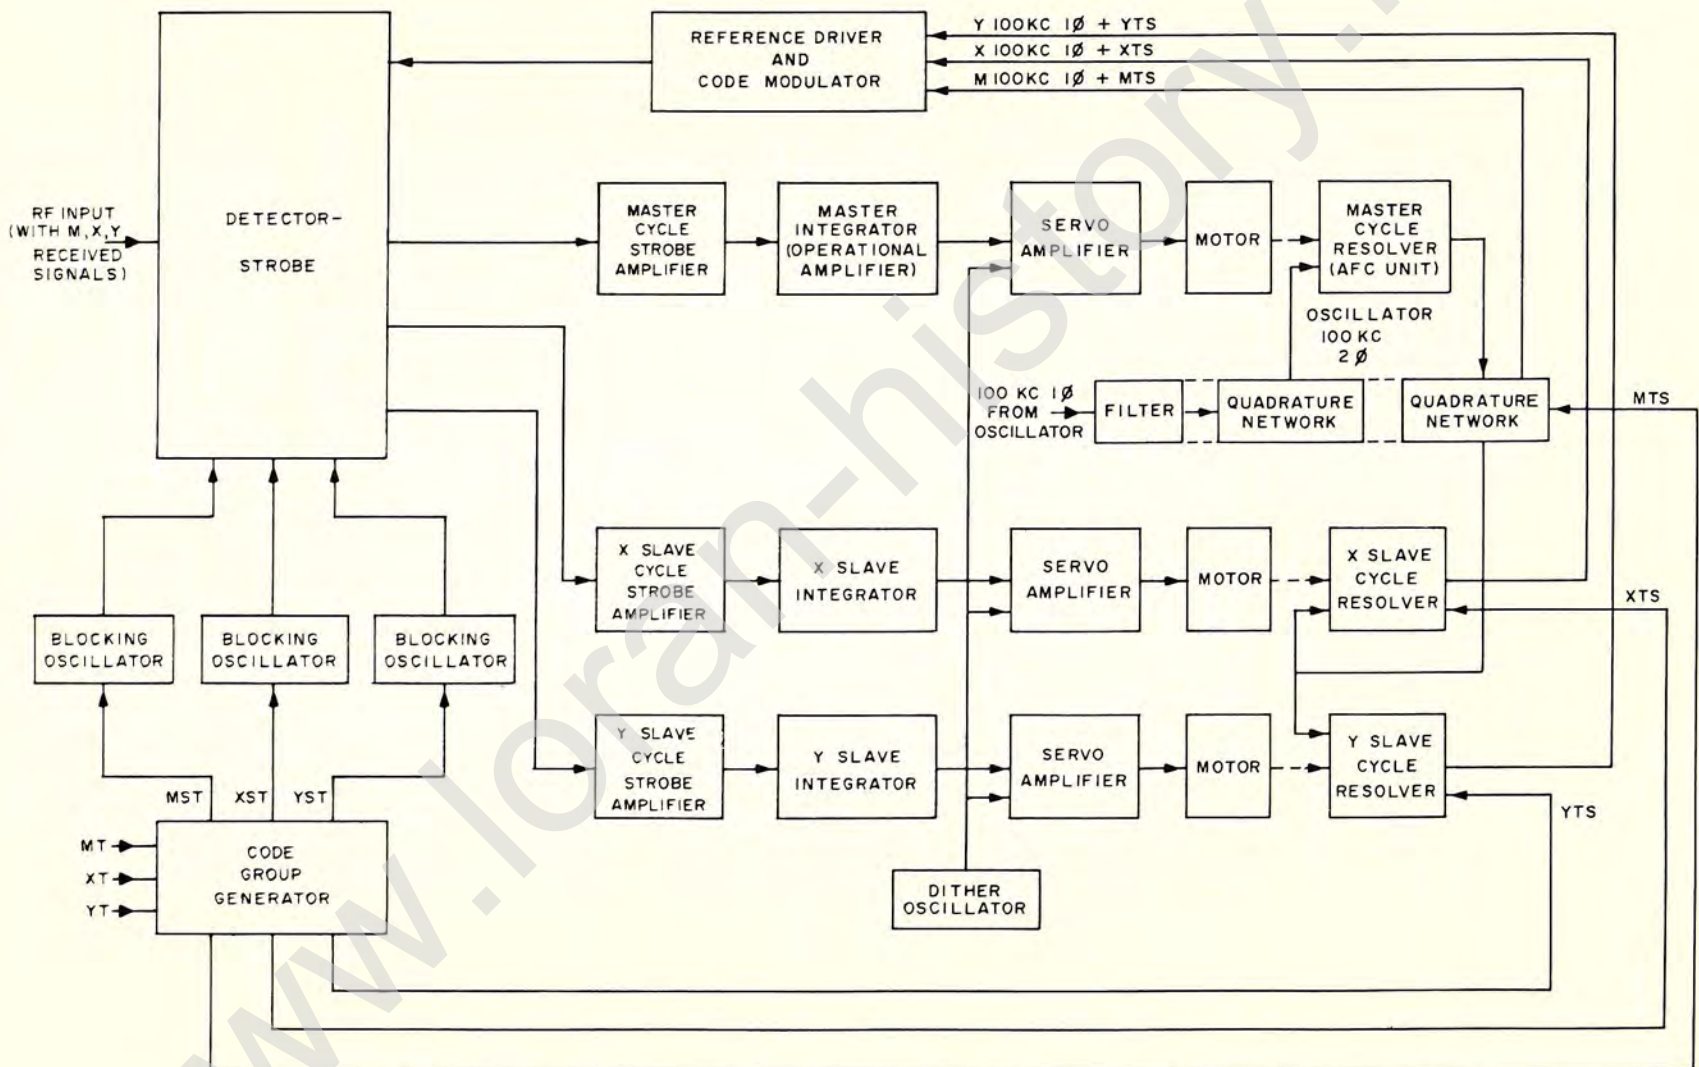 Y 100KC 1Ø + YTS
X 100KC 1Ø + XTS
M 100KC 1Ø + MTS
REFERENCE DRIVER
AND
CODE MODULATOR
RF INPUT
(WITH M,X,Y
RECEIVED
SIGNALS)
DETECTOR-
STROBE
MASTER
CYCLE
STROBE
AMPLIFIER
MASTER
INTEGRATOR
(OPERATIONAL
AMPLIFIER)
SERVO
AMPLIFIER
MOTOR
MASTER
CYCLE
RESOLVER
(AFC UNIT)
OSCILLATOR
100 KC
2Ø
100 KC 1Ø
FROM
OSCILLATOR
FILTER
QUADRATURE
NETWORK
QUADRATURE
NETWORK
MTS
X SLAVE
CYCLE
STROBE
AMPLIFIER
X SLAVE
INTEGRATOR
SERVO
AMPLIFIER
MOTOR
X SLAVE
CYCLE
RESOLVER
XTS
BLOCKING
OSCILLATOR
BLOCKING
OSCILLATOR
BLOCKING
OSCILLATOR
Y SLAVE
CYCLE
STROBE
AMPLIFIER
Y SLAVE
INTEGRATOR
SERVO
AMPLIFIER
MOTOR
Y SLAVE
CYCLE
RESOLVER
YTS
MST
XST
YST
MT
XT
YT
CODE
GROUP
GENERATOR
DITHER
OSCILLATOR
www.loran-history.